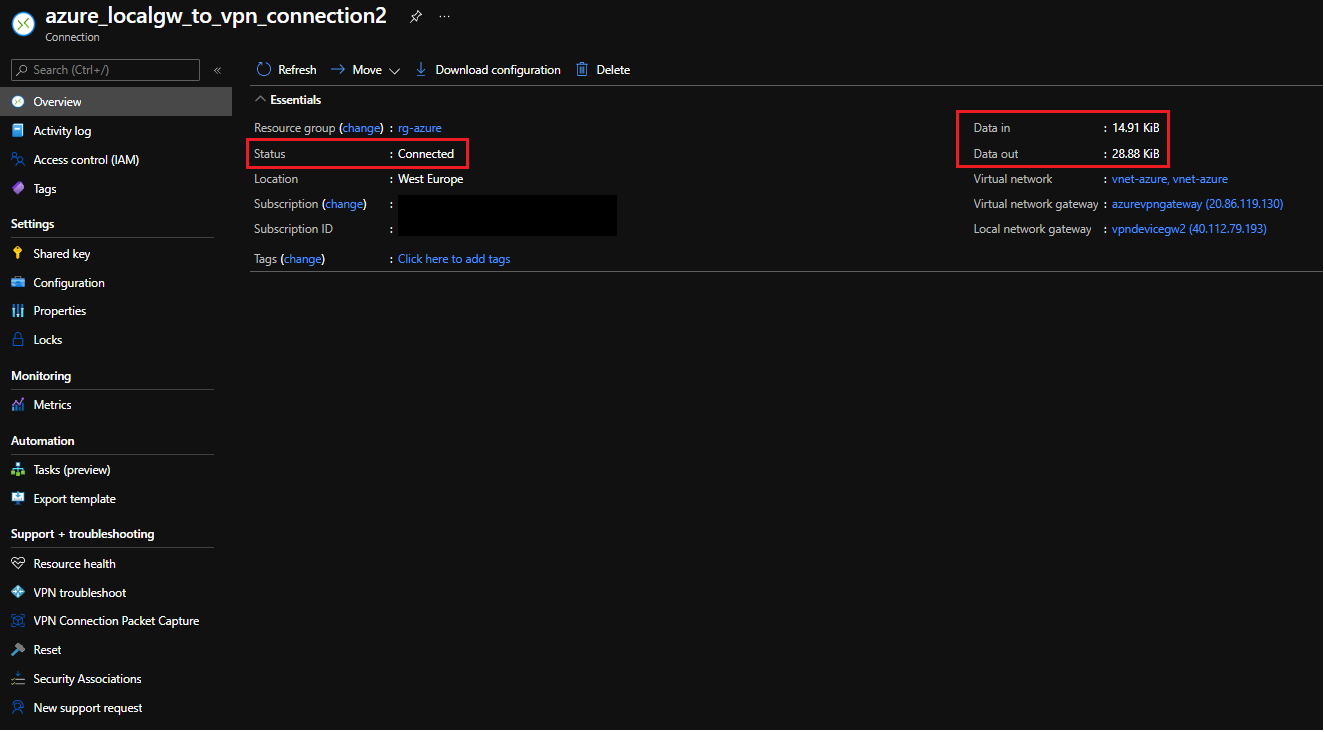 azure_localgw_to_vpn_connection2
Connection
Search (Ctrl+/)
«
Refresh
Move
Download configuration
Delete
Overview
Activity log
Access control (IAM)
Tags
Settings
Shared key
Configuration
Properties
Locks
Monitoring
Metrics
Automation
Tasks (preview)
Export template
Support + troubleshooting
Resource health
VPN troubleshoot
VPN Connection Packet Capture
Reset
Security Associations
New support request
Essentials
Resource group (change) : rg-azure
Status : Connected
Location : West Europe
Subscription (change) :
Subscription ID :
Tags (change) : Click here to add tags
Data in : 14.91 KiB
Data out : 28.88 KiB
Virtual network : vnet-azure, vnet-azure
Virtual network gateway : azurevpngateway (20.86.119.130)
Local network gateway : vpndevicegw2 (40.112.79.193)